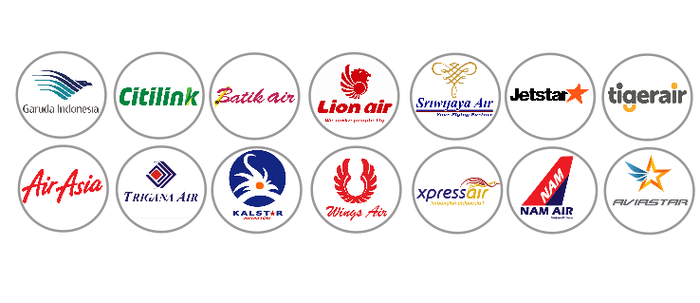 Garuda Indonesia
Citilink
Batik air
Lion air
We make people fly
Sriwijaya Air
Your Flying Partner
Jetstar
tigerair
AirAsia
TRIGANA AIR
KALSTAR
AVIATION
Wings Air
xpressair
NAM
NAM AIR
AVIASTAR